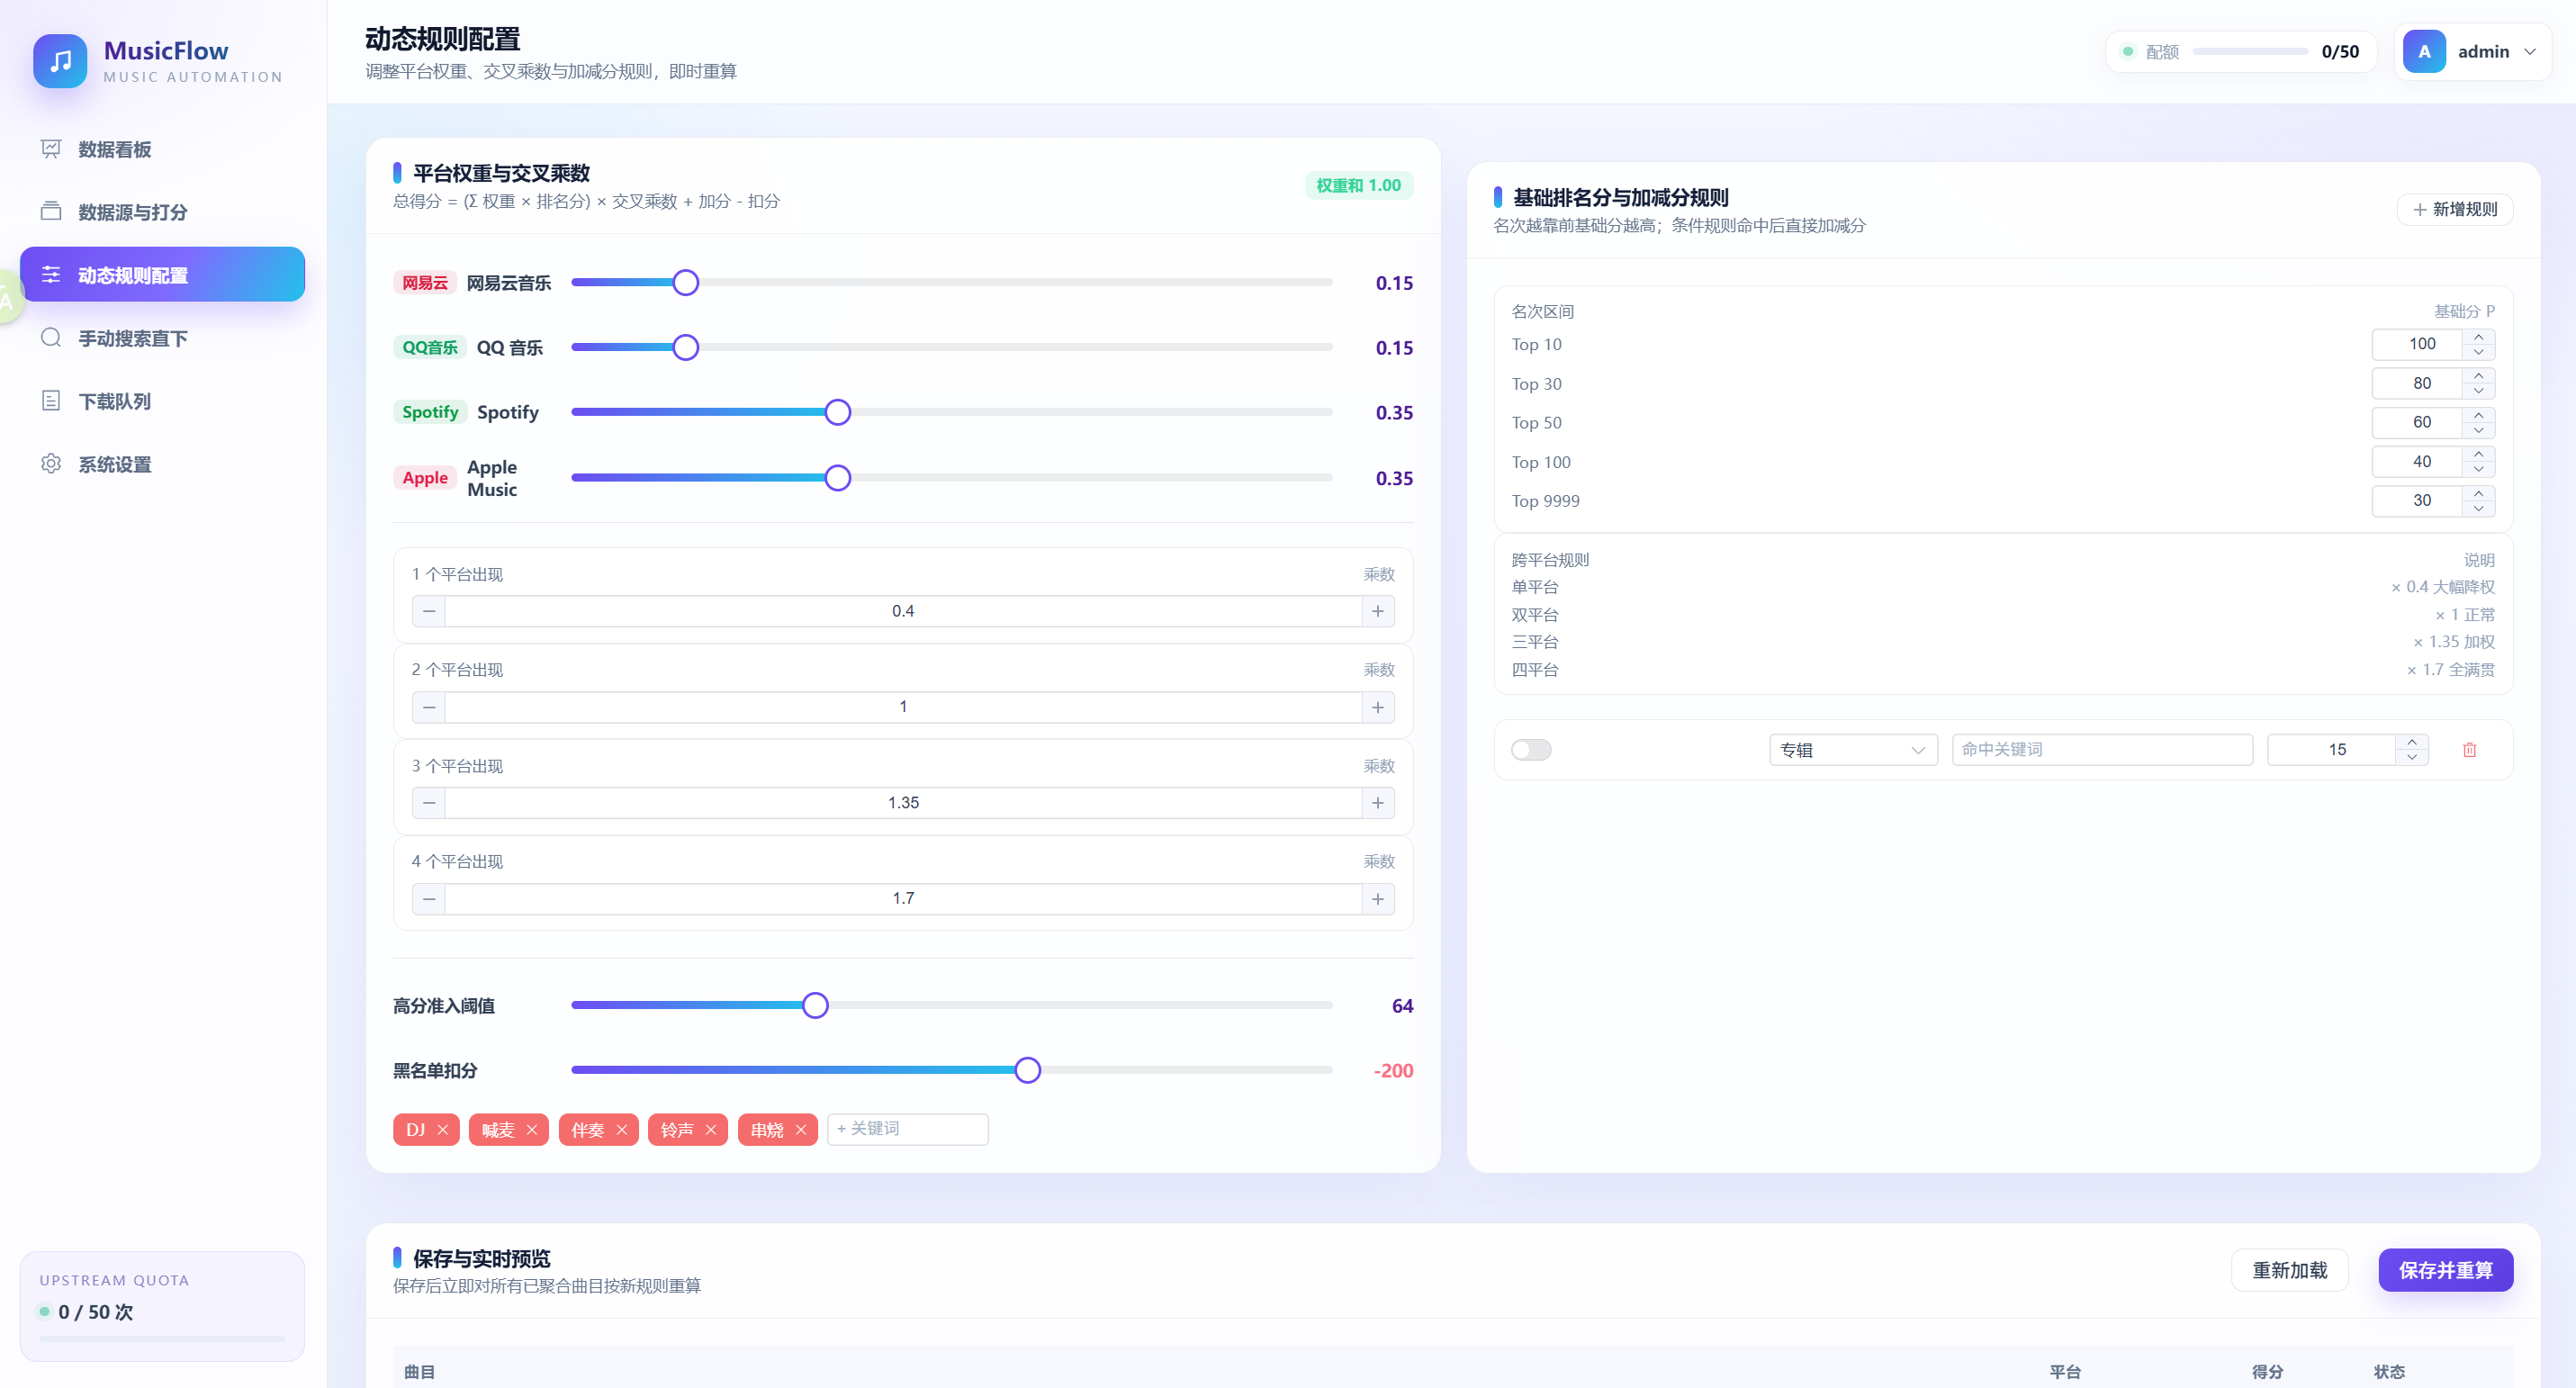 MusicFlow
MUSIC AUTOMATION
数据看板
数据源与打分
动态规则配置
手动搜索直下
下载队列
系统设置
UPSTREAM QUOTA
0 / 50 次
动态规则配置
调整平台权重、交叉乘数与加减分规则，即时重算
配额 0/50
A admin
平台权重与交叉乘数
总得分 = (Σ 权重 × 排名分) × 交叉乘数 + 加分 - 扣分
权重和 1.00
网易云 网易云音乐 0.15
QQ音乐 QQ 音乐 0.15
Spotify Spotify 0.35
Apple Apple Music 0.35
1 个平台出现 乘数
0.4
2 个平台出现 乘数
1
3 个平台出现 乘数
1.35
4 个平台出现 乘数
1.7
高分准入阈值 64
黑名单扣分 -200
DJ 喊麦 伴奏 铃声 串烧 + 关键词
基础排名分与加减分规则
名次越靠前基础分越高；条件规则命中后直接加减分
+ 新增规则
名次区间 基础分 P
Top 10 100
Top 30 80
Top 50 60
Top 100 40
Top 9999 30
跨平台规则 说明
单平台 × 0.4 大幅降权
双平台 × 1 正常
三平台 × 1.35 加权
四平台 × 1.7 全满贯
专辑 命中关键词 15
保存与实时预览
保存后立即对所有已聚合曲目按新规则重算
重新加载 保存并重算
曲目 平台 得分 状态